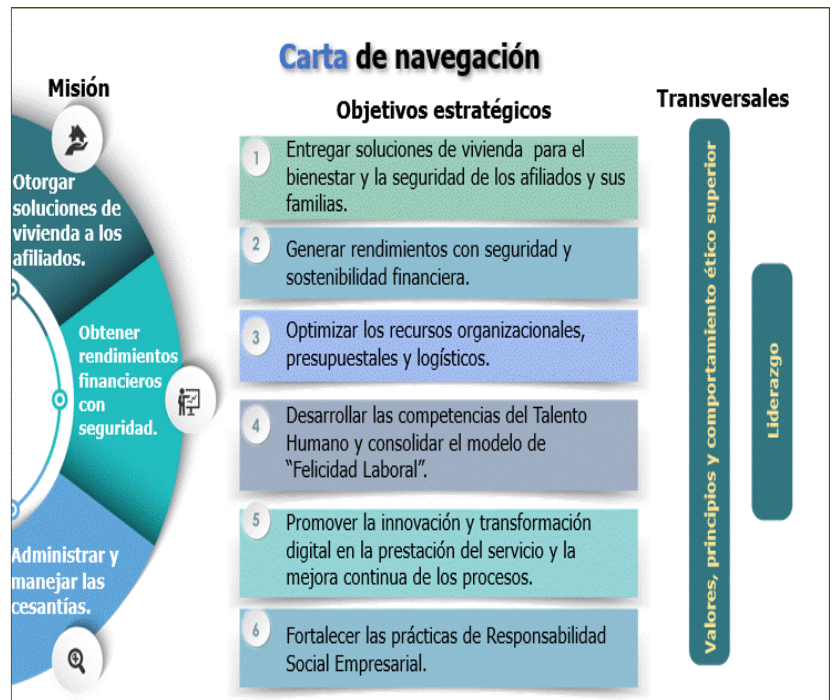 Carta de navegación
Misión
Otorgar
soluciones de
vivienda a los
afiliados.
Obtener
rendimientos
financieros
con
seguridad.
Administrar y
manejar las
cesantías.
Objetivos estratégicos
1
Entregar soluciones de vivienda para el
bienestar y la seguridad de los afiliados y sus
familias.
2
Generar rendimientos con seguridad y
sostenibilidad financiera.
3
Optimizar los recursos organizacionales,
presupuestales y logísticos.
4
Desarrollar las competencias del Talento
Humano y consolidar el modelo de
“Felicidad Laboral”.
5
Promover la innovación y transformación
digital en la prestación del servicio y la
mejora continua de los procesos.
6
Fortalecer las prácticas de Responsabilidad
Social Empresarial.
Transversales
Valores, principios y comportamiento ético superior
Liderazgo